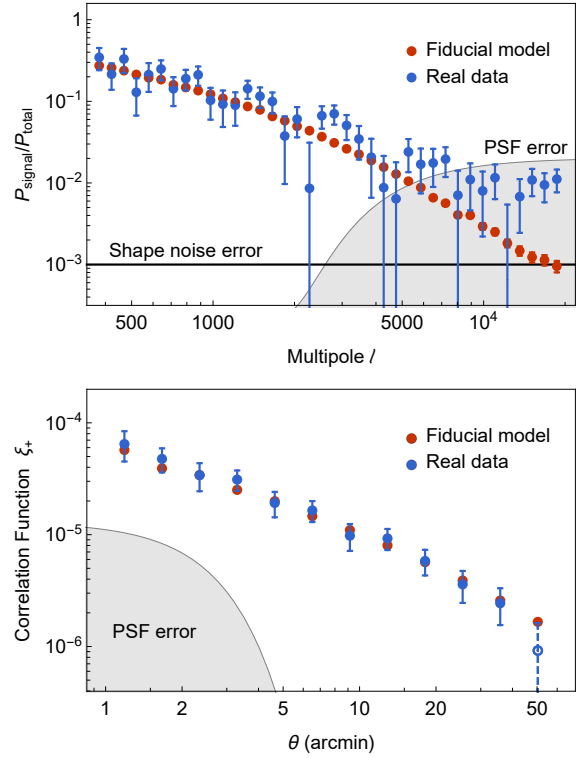 1
10⁻¹
10⁻²
10⁻³
P_signal/P_total
Fiducial model
Real data
PSF error
Shape noise error
500
1000
5000
10⁴
Multipole l
10⁻⁴
10⁻⁵
10⁻⁶
Correlation Function ξ₊
Fiducial model
Real data
PSF error
1
2
5
10
20
50
θ (arcmin)